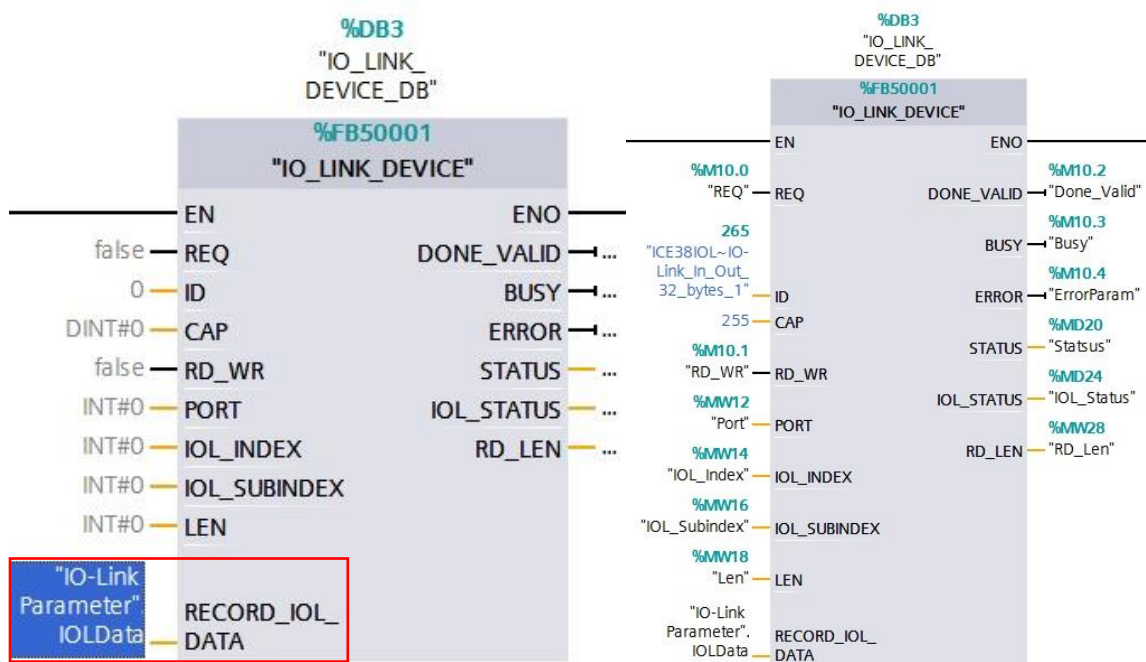 %DB3
"IO_LINK_
DEVICE_DB"
%FB50001
"IO_LINK_DEVICE"
EN ENO
false REQ DONE_VALID ...
0 ID BUSY ...
DINT#0 CAP ERROR ...
false RD_WR STATUS ...
INT#0 PORT IOL_STATUS ...
INT#0 IOL_INDEX RD_LEN ...
INT#0 IOL_SUBINDEX
INT#0 LEN
"IO-Link
Parameter".
IOLData
RECORD_IOL_
DATA
%DB3
"IO_LINK_
DEVICE_DB"
%FB50001
"IO_LINK_DEVICE"
EN ENO
%M10.0
"REQ" REQ
DONE_VALID
%M10.2
"Done_Valid"
265
"ICE38IOL~IO-
Link_In_Out_
32_bytes_1" ID
BUSY
%M10.3
"Busy"
ERROR
%M10.4
"ErrorParam"
255 CAP
STATUS
%MD20
"Statsus"
%M10.1
"RD_WR" RD_WR
IOL_STATUS
%MD24
"IOL_Status"
%MW12
"Port" PORT
RD_LEN
%MW28
"RD_Len"
%MW14
"IOL_Index" IOL_INDEX
%MW16
"IOL_Subindex" IOL_SUBINDEX
%MW18
"Len" LEN
"IO-Link
Parameter".
IOLData
RECORD_IOL_
DATA